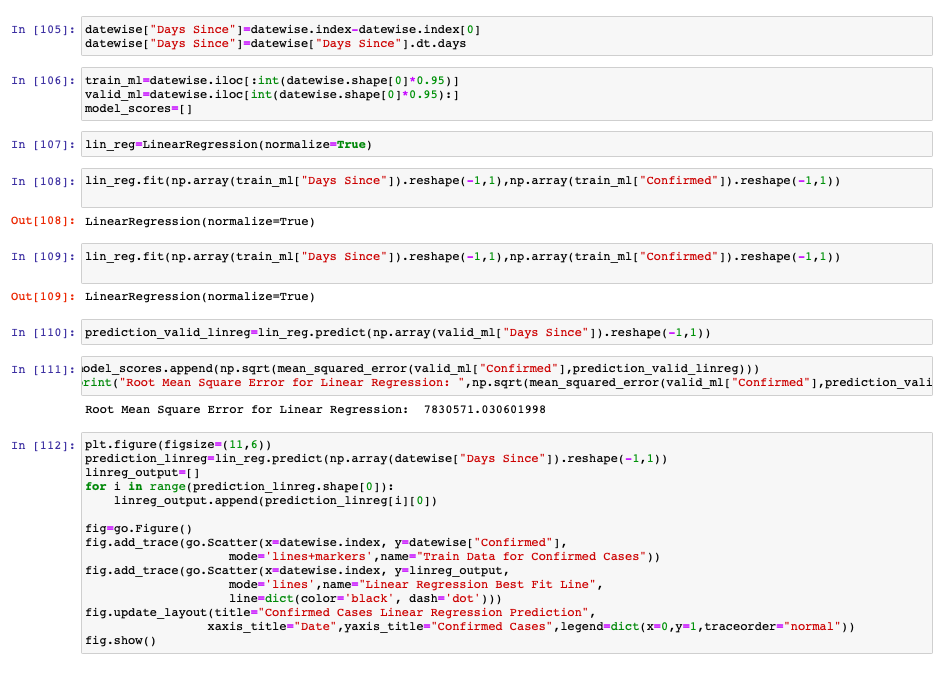 In [105]: datewise["Days Since"]=datewise.index-datewise.index[0]
datewise["Days Since"]=datewise["Days Since"].dt.days
In [106]: train_ml=datewise.iloc[:int(datewise.shape[0]*0.95)]
valid_ml=datewise.iloc[int(datewise.shape[0]*0.95):]
model_scores=[]
In [107]: lin_reg=LinearRegression(normalize=True)
In [108]: lin_reg.fit(np.array(train_ml["Days Since"]).reshape(-1,1),np.array(train_ml["Confirmed"]).reshape(-1,1))
Out[108]: LinearRegression(normalize=True)
In [109]: lin_reg.fit(np.array(train_ml["Days Since"]).reshape(-1,1),np.array(train_ml["Confirmed"]).reshape(-1,1))
Out[109]: LinearRegression(normalize=True)
In [110]: prediction_valid_linreg=lin_reg.predict(np.array(valid_ml["Days Since"]).reshape(-1,1))
In [111]: odel_scores.append(np.sqrt(mean_squared_error(valid_ml["Confirmed"],prediction_valid_linreg)))
rint("Root Mean Square Error for Linear Regression: ",np.sqrt(mean_squared_error(valid_ml["Confirmed"],prediction_vali
Root Mean Square Error for Linear Regression:  7830571.030601998
In [112]: plt.figure(figsize=(11,6))
prediction_linreg=lin_reg.predict(np.array(datewise["Days Since"]).reshape(-1,1))
linreg_output=[]
for i in range(prediction_linreg.shape[0]):
    linreg_output.append(prediction_linreg[i][0])
fig=go.Figure()
fig.add_trace(go.Scatter(x=datewise.index, y=datewise["Confirmed"],
                    mode='lines+markers',name="Train Data for Confirmed Cases"))
fig.add_trace(go.Scatter(x=datewise.index, y=linreg_output,
                    mode='lines',name="Linear Regression Best Fit Line",
                    line=dict(color='black', dash='dot')))
fig.update_layout(title="Confirmed Cases Linear Regression Prediction",
                 xaxis_title="Date",yaxis_title="Confirmed Cases",legend=dict(x=0,y=1,traceorder="normal"))
fig.show()